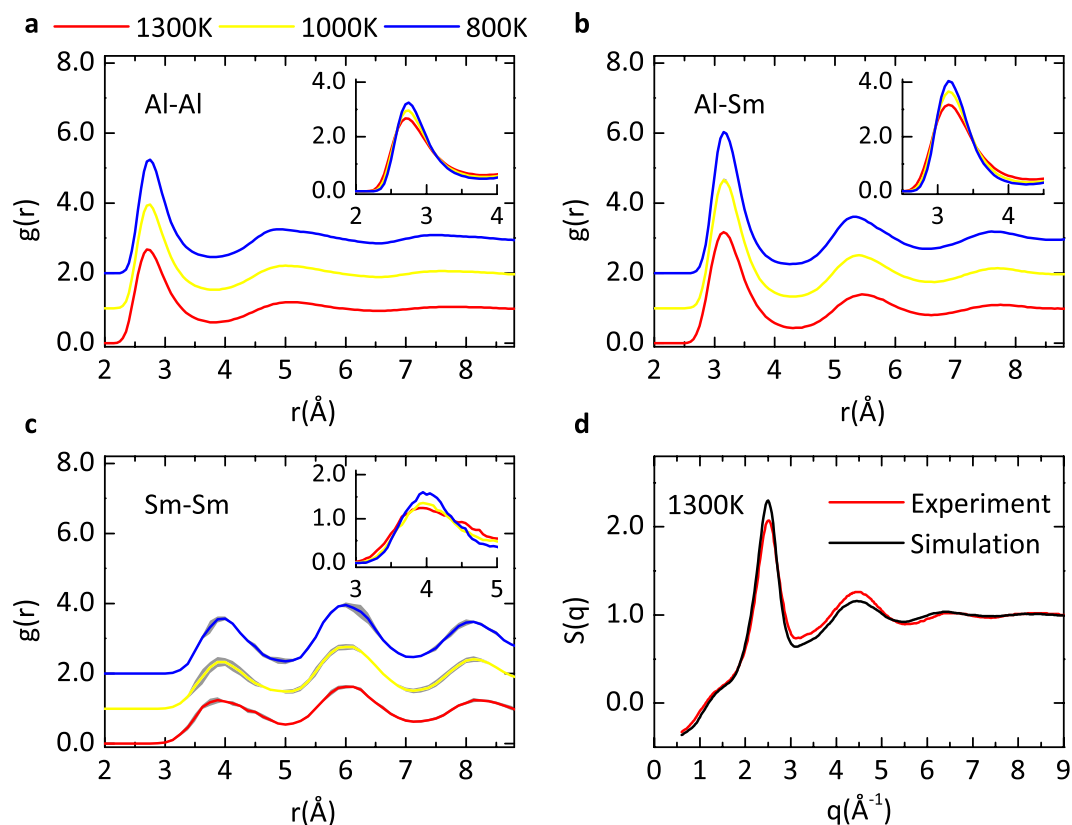 a 1300K 1000K 800K
8.0
6.0
4.0
2.0
0.0
g(r)
Al-Al
4.0
2.0
0.0
2 3 4
2 3 4 5 6 7 8
r(Å)
b
8.0
6.0
4.0
2.0
0.0
g(r)
Al-Sm
4.0
2.0
0.0
3 4
2 3 4 5 6 7 8
r(Å)
c
8.0
6.0
4.0
2.0
0.0
g(r)
Sm-Sm
2.0
1.0
0.0
3 4 5
2 3 4 5 6 7 8
r(Å)
d
1300K
Experiment
Simulation
2.0
1.0
0.0
S(q)
0 1 2 3 4 5 6 7 8 9
q(Å⁻¹)